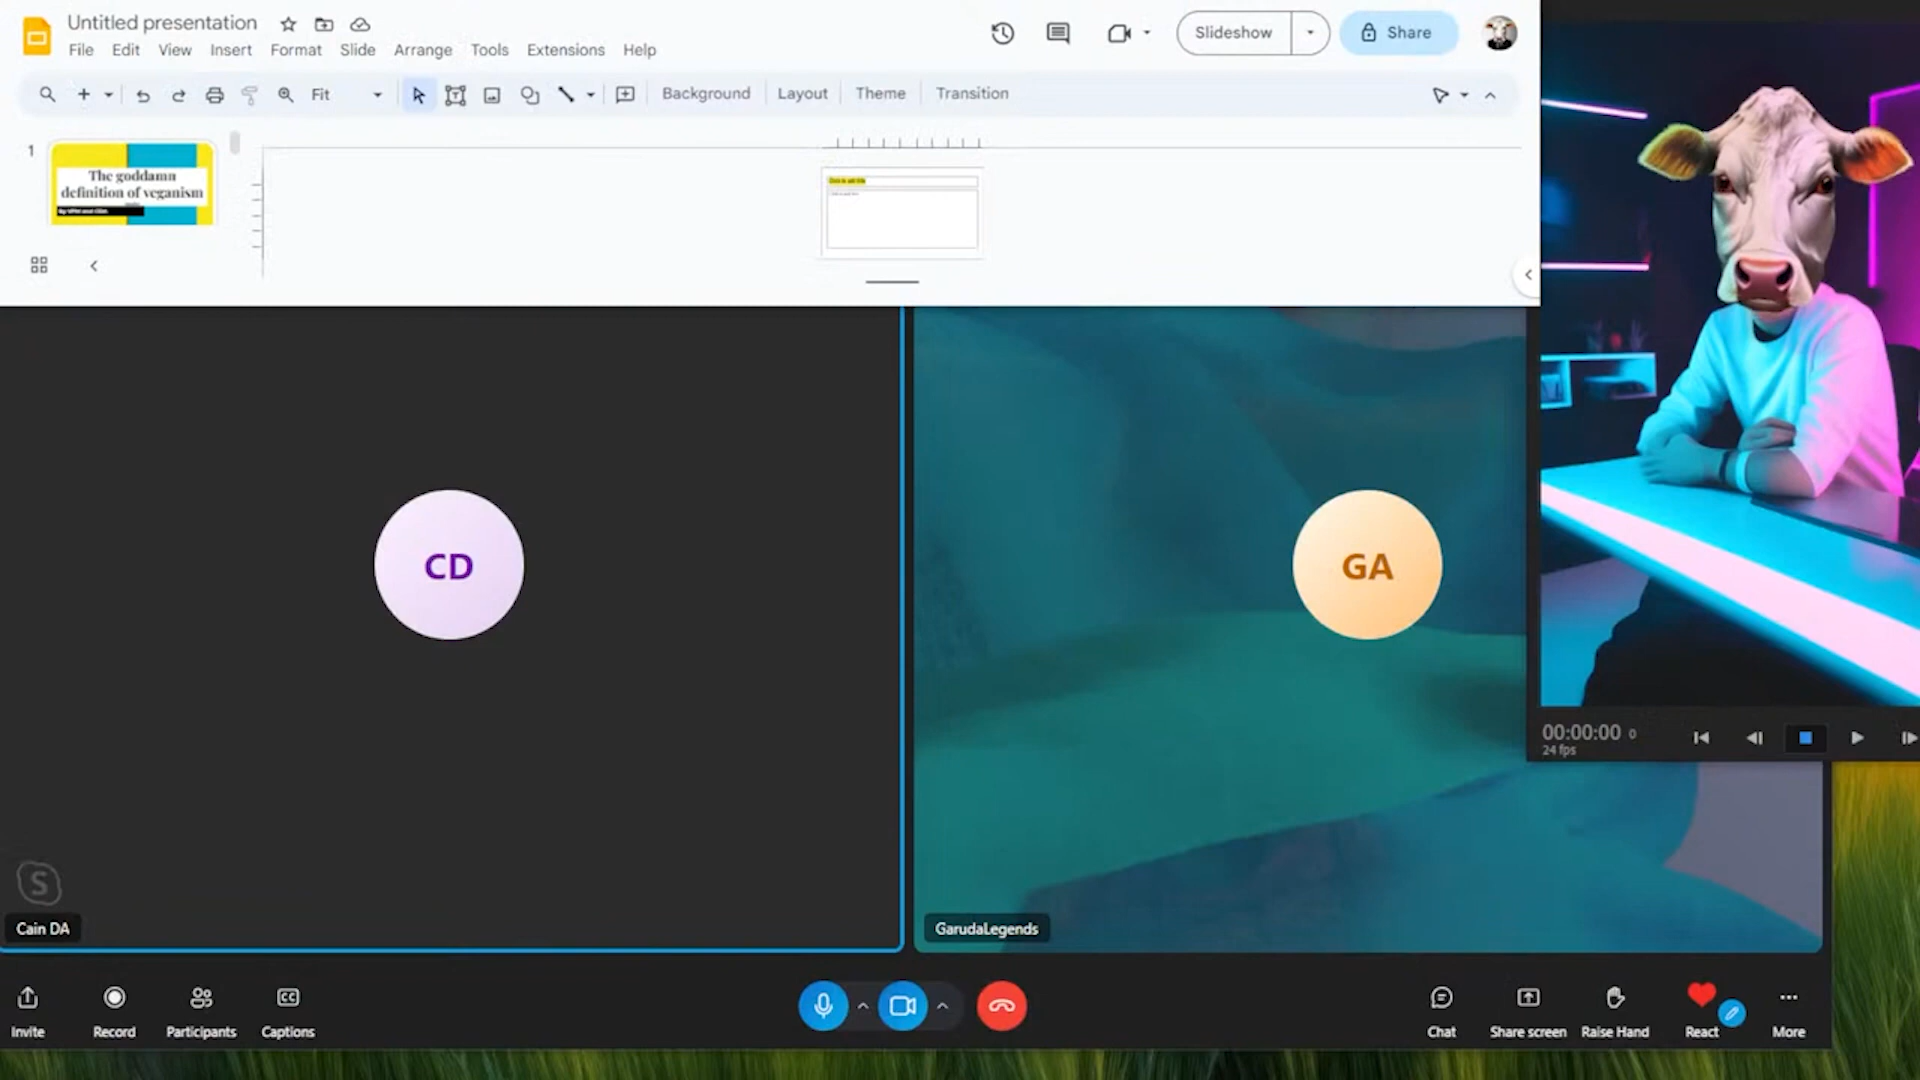 Untitled presentation
File Edit View Insert Format Slide Arrange Tools Extensions Help
Slideshow
Share
Fit
Background Layout Theme Transition
1
The goddamn
definition of veganism
CD
GA
00:00:00 0
24 fps
S
Cain DA
GarudaLegends
Invite Record Participants Captions
CC
Chat Share screen Raise Hand React More